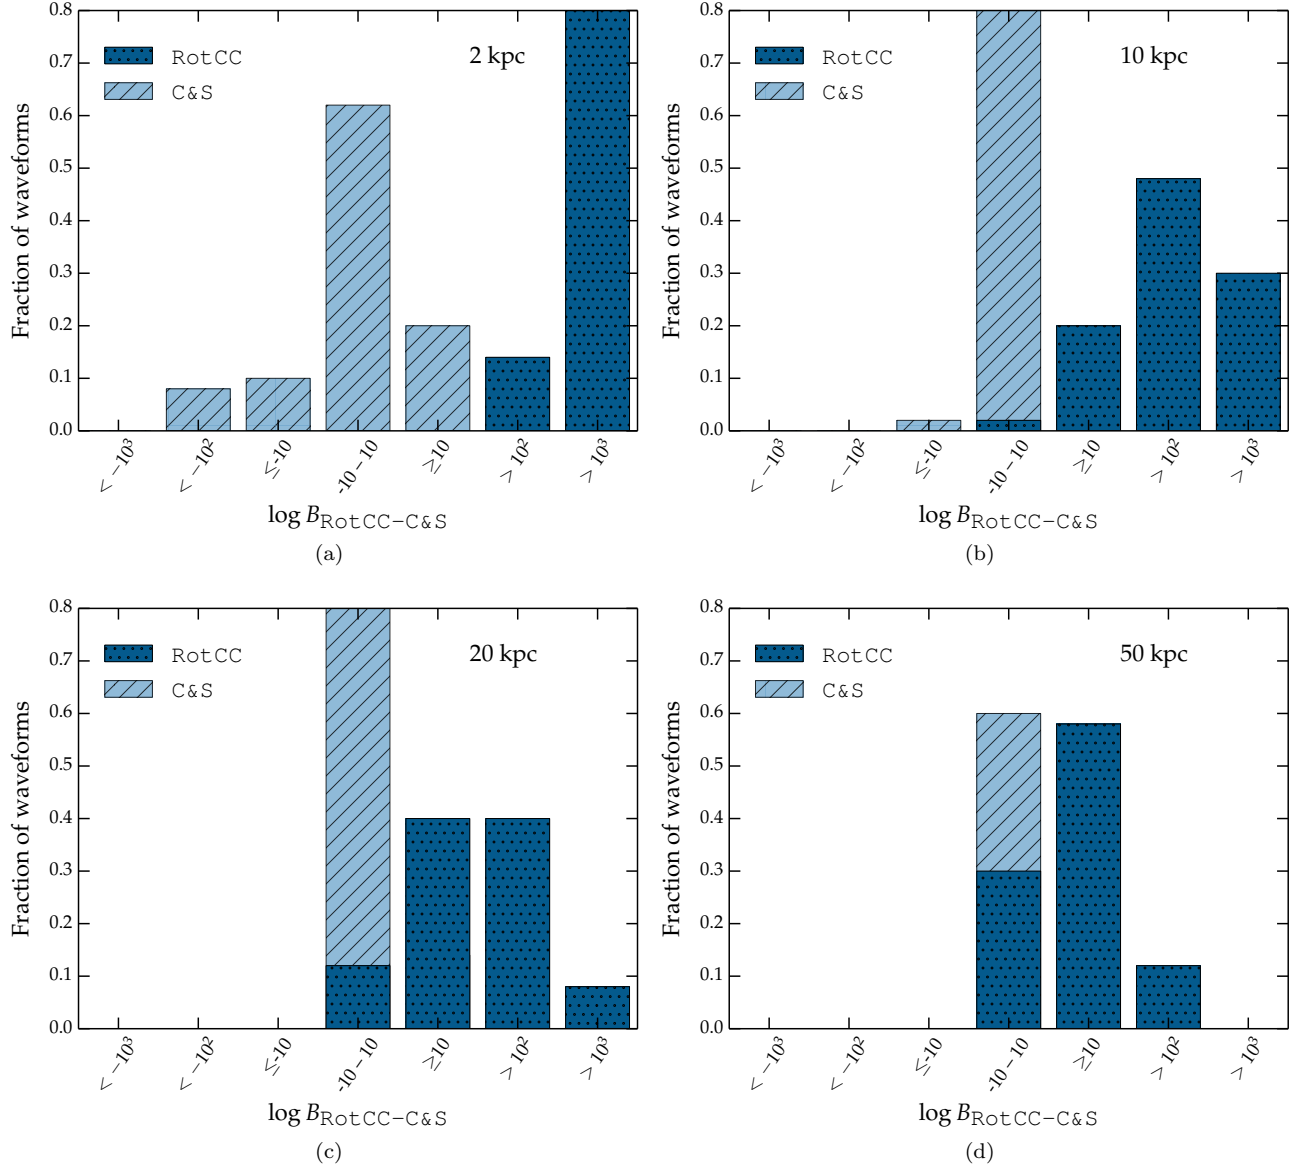 0.8
0.7
0.6
0.5
0.4
0.3
0.2
0.1
0.0
Fraction of waveforms
RotCC
C&S
2 kpc
< −10³
< −10²
≤-10
-10 − 10
≥10
> 10²
> 10³
log B RotCC−C&S
(a)
0.8
0.7
0.6
0.5
0.4
0.3
0.2
0.1
0.0
Fraction of waveforms
RotCC
C&S
10 kpc
< −10³
< −10²
≤-10
-10 − 10
≥10
> 10²
> 10³
log B RotCC−C&S
(b)
0.8
0.7
0.6
0.5
0.4
0.3
0.2
0.1
0.0
Fraction of waveforms
RotCC
C&S
20 kpc
< −10³
< −10²
≤-10
-10 − 10
≥10
> 10²
> 10³
log B RotCC−C&S
(c)
0.8
0.7
0.6
0.5
0.4
0.3
0.2
0.1
0.0
Fraction of waveforms
RotCC
C&S
50 kpc
< −10³
< −10²
≤-10
-10 − 10
≥10
> 10²
> 10³
log B RotCC−C&S
(d)